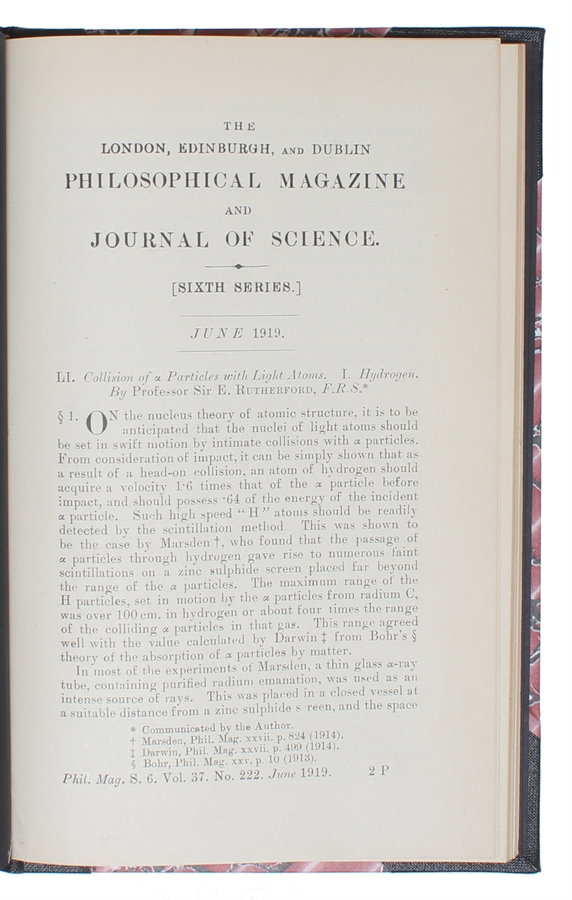 THE
LONDON, EDINBURGH, AND DUBLIN
PHILOSOPHICAL MAGAZINE
AND
JOURNAL OF SCIENCE.
[SIXTH SERIES.]
JUNE 1919.
LI. Collision of α Particles with Light Atoms. I. Hydrogen.
By Professor Sir E. RUTHERFORD, F.R.S.*
§ 1. ON the nucleus theory of atomic structure, it is to be
anticipated that the nuclei of light atoms should
be set in swift motion by intimate collisions with α particles.
From consideration of impact, it can be simply shown that as
a result of a head-on collision, an atom of hydrogen should
acquire a velocity 1·6 times that of the α particle before
impact, and should possess ·64 of the energy of the incident
α particle. Such high speed “H” atoms should be readily
detected by the scintillation method This was shown to
be the case by Marsden †, who found that the passage of
α particles through hydrogen gave rise to numerous faint
scintillations on a zinc sulphide screen placed far beyond
the range of the α particles. The maximum range of the
H particles, set in motion by the α particles from radium C,
was over 100 cm. in hydrogen or about four times the range
of the colliding α particles in that gas. This range agreed
well with the value calculated by Darwin ‡ from Bohr's §
theory of the absorption of α particles by matter.
In most of the experiments of Marsden, a thin glass α-ray
tube, containing purified radium emanation, was used as an
intense source of rays. This was placed in a closed vessel at
a suitable distance from a zinc sulphide s reen, and the space
* Communicated by the Author.
† Marsden, Phil. Mag. xxvii. p. 824 (1914).
‡ Darwin, Phil. Mag. xxvii. p. 499 (1914).
§ Bohr, Phil. Mag. xxv. p. 10 (1913).
Phil. Mag. S. 6. Vol. 37. No. 222. June 1919. 2 P